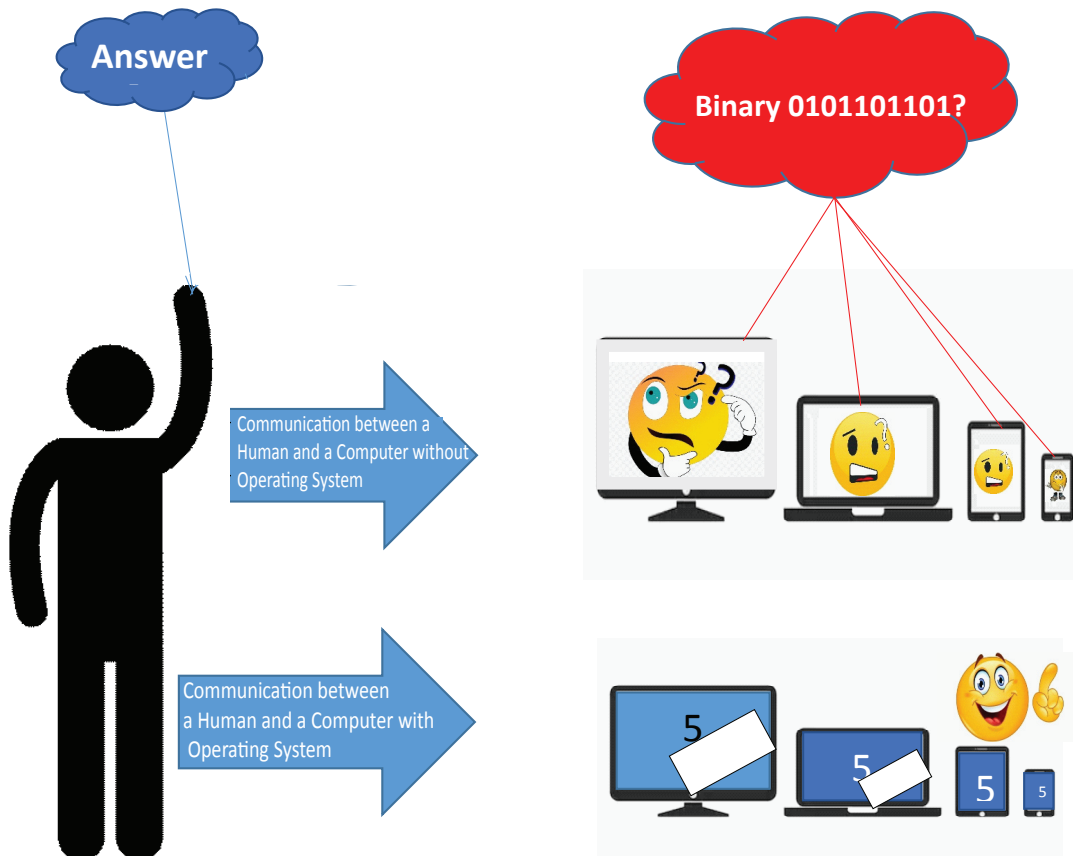 Answer
Binary 0101101101?
Communication between a
Human and a Computer without
Operating System
Communication between
a Human and a Computer with
Operating System
5
5
5
5